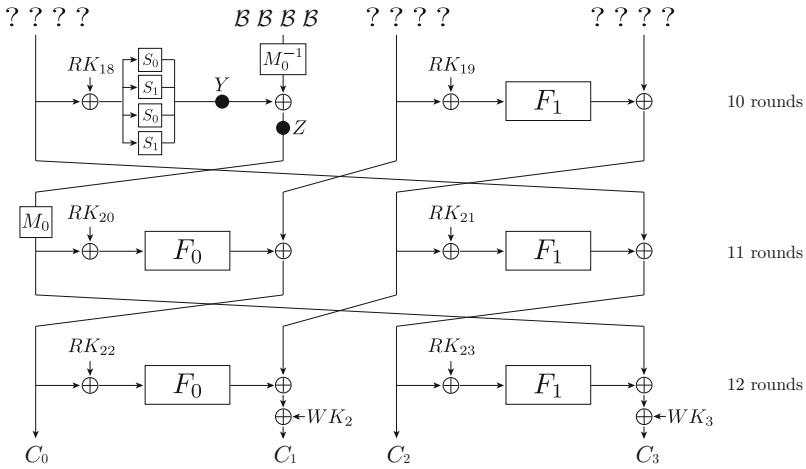 ? ? ? ? 𝓑 𝓑 𝓑 𝓑 ? ? ? ? ? ? ? ?
RK₁₈ S₀ M₀⁻¹ RK₁₉
S₁ Y F₁ 10 rounds
S₀
S₁ Z
M₀ RK₂₀ RK₂₁
F₀ F₁ 11 rounds
RK₂₂ RK₂₃
F₀ F₁ 12 rounds
WK₂ WK₃
C₀ C₁ C₂ C₃